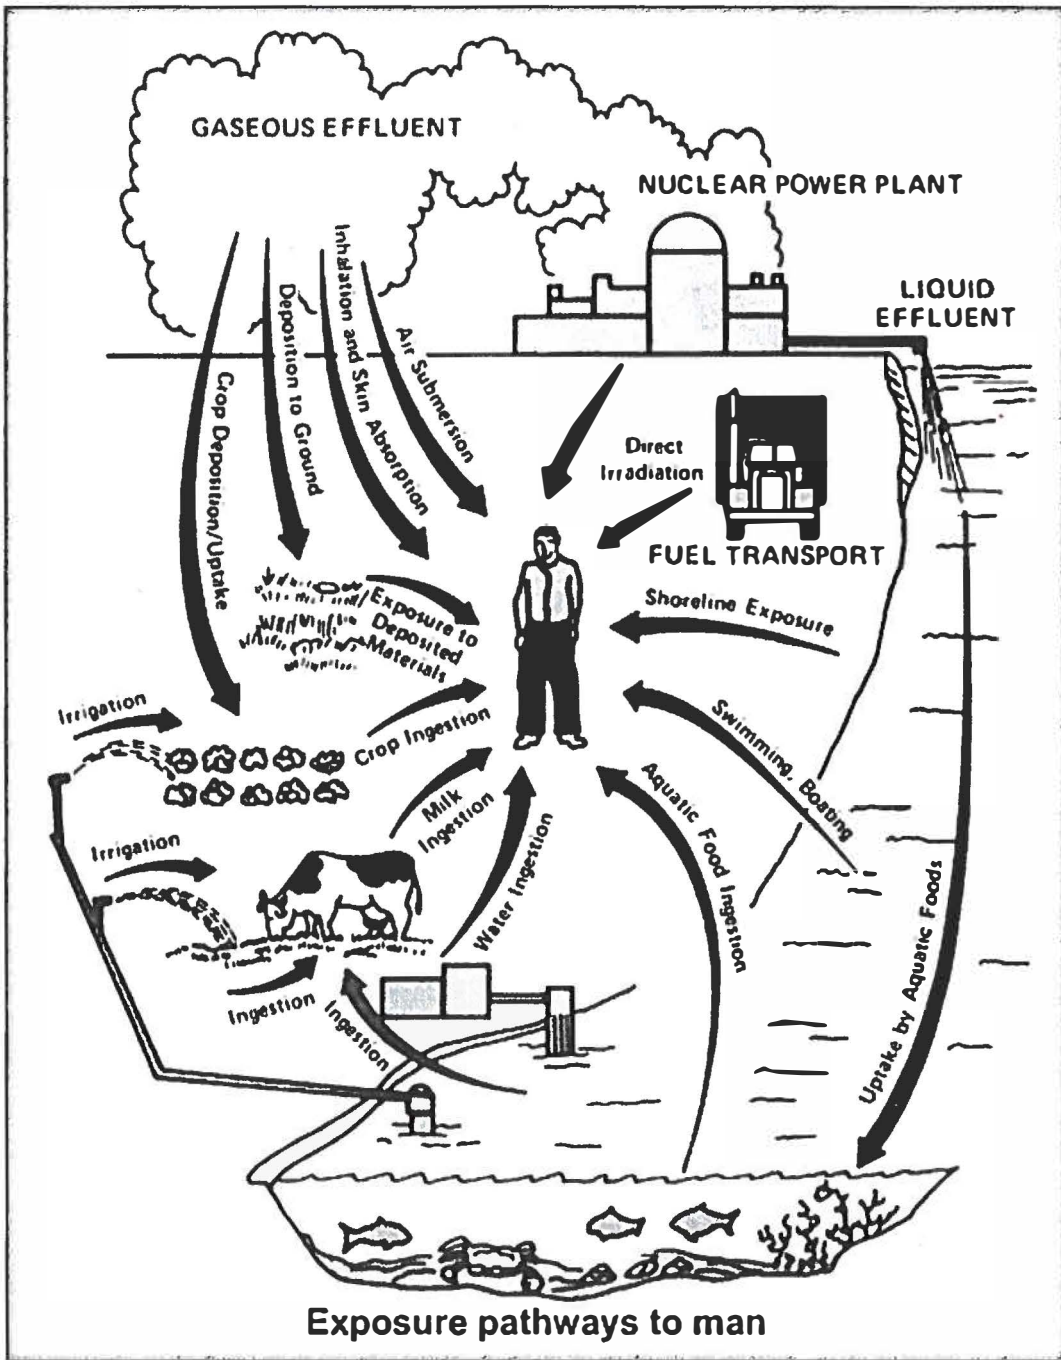 GASEOUS EFFLUENT
NUCLEAR POWER PLANT
LIQUID
EFFLUENT
Inhalation and Skin Absorption
Deposition to Ground
Air Submersion
Crop Deposition/Uptake
Direct
Irradiation
FUEL TRANSPORT
Exposure to
Deposited
Materials
Shoreline Exposure
Irrigation
Crop Ingestion
Swimming, Boating
Milk
Ingestion
Aquatic Food Ingestion
Irrigation
Water Ingestion
Uptake by Aquatic Foods
Ingestion
Ingestion
Exposure pathways to man